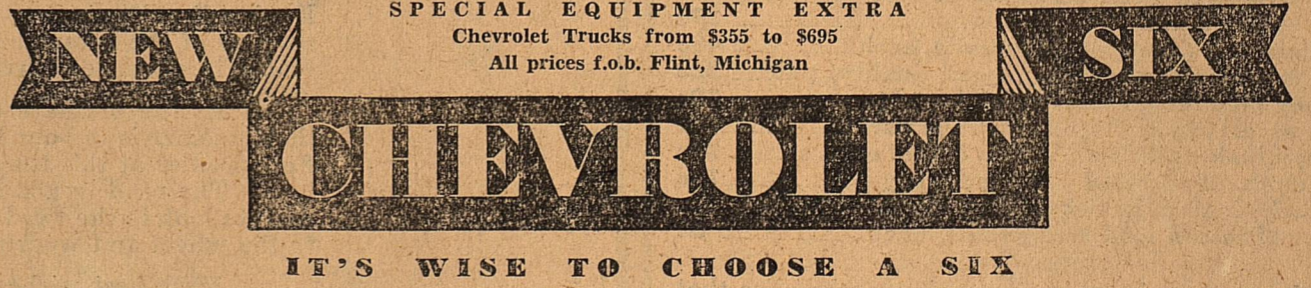 SPECIAL EQUIPMENT EXTRA
Chevrolet Trucks from $355 to $695
All prices f.o.b. Flint, Michigan
NEW
SIX
CHEVROLET
IT'S WISE TO CHOOSE A SIX